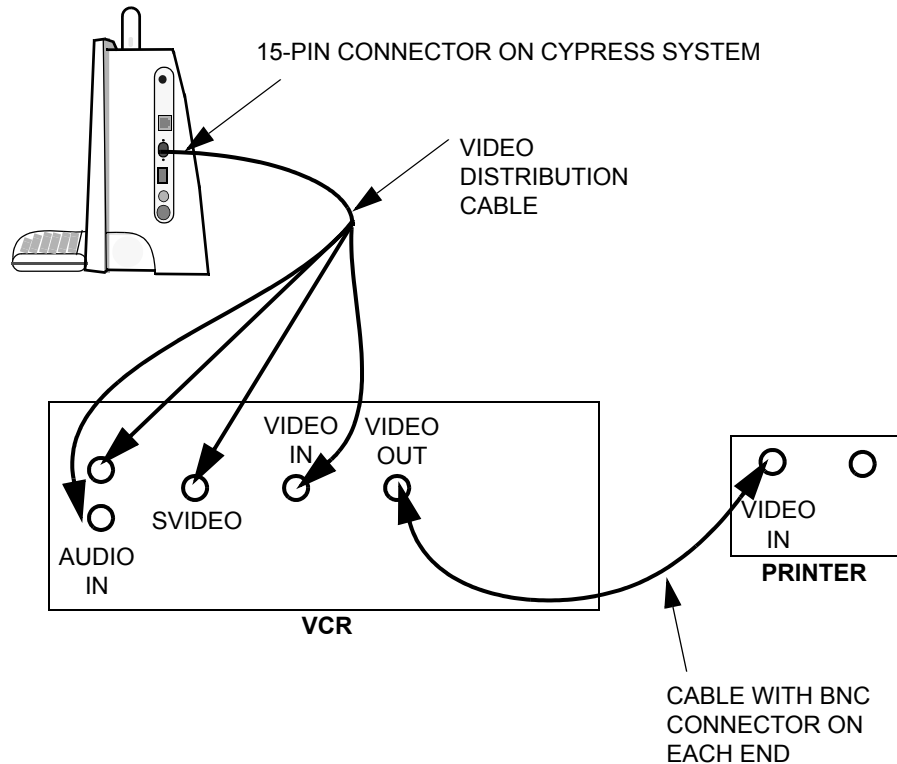 15-PIN CONNECTOR ON CYPRESS SYSTEM
VIDEO
DISTRIBUTION
CABLE
VIDEO
IN
VIDEO
OUT
SVIDEO
AUDIO
IN
VCR
VIDEO
IN
PRINTER
CABLE WITH BNC
CONNECTOR ON
EACH END